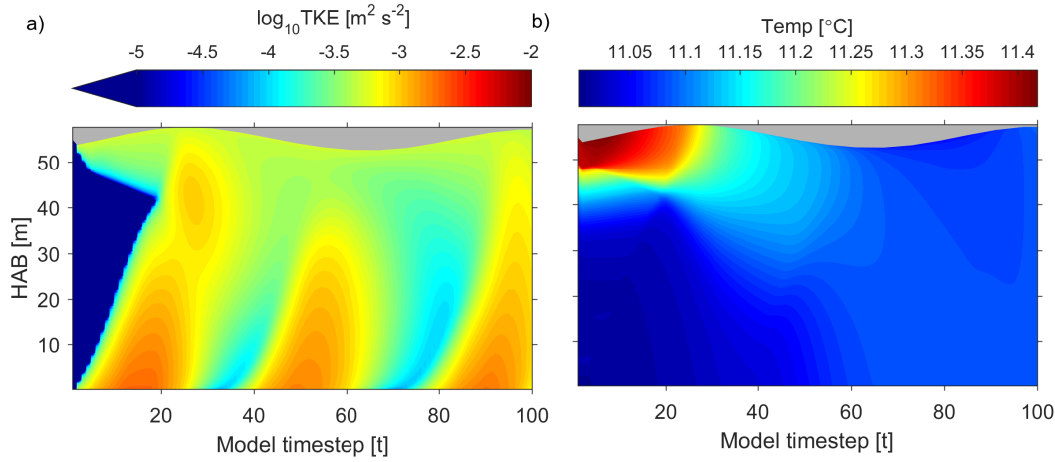 a)
log10TKE [m² s⁻²]
-5 -4.5 -4 -3.5 -3 -2.5 -2
HAB [m]
50
40
30
20
10
20 40 60 80 100
Model timestep [t]
b)
Temp [°C]
11.05 11.1 11.15 11.2 11.25 11.3 11.35 11.4
20 40 60 80 100
Model timestep [t]